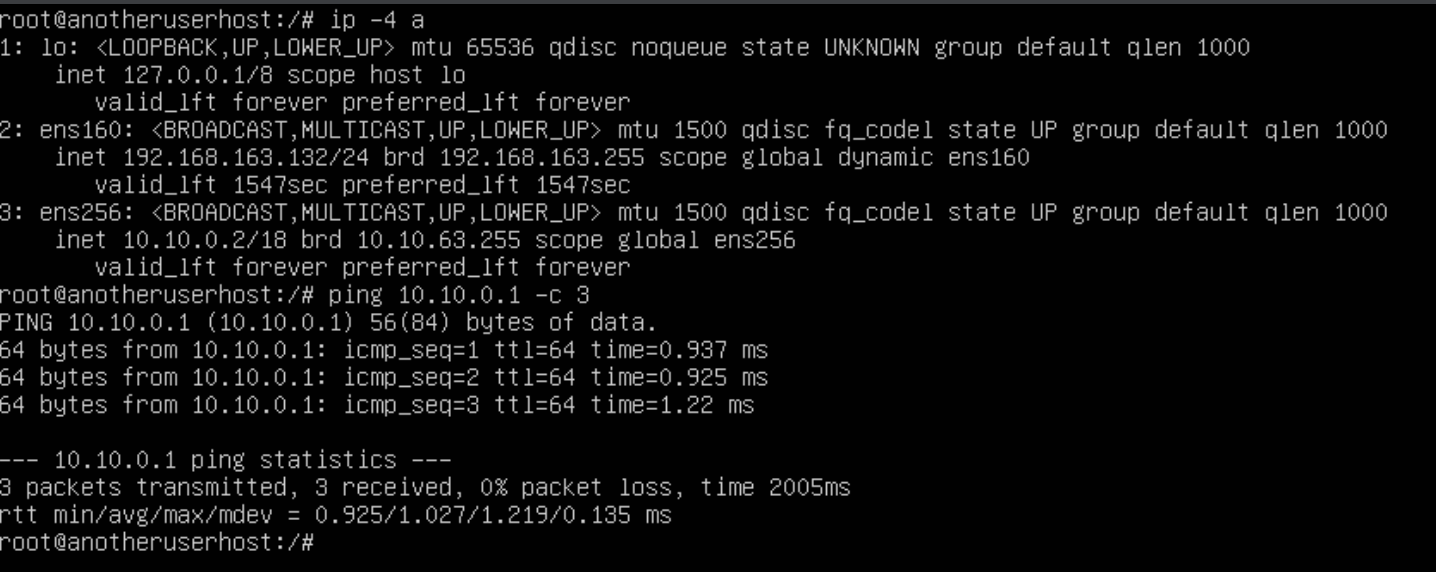 root@anotheruserhost:/# ip -4 a
1: lo: <LOOPBACK,UP,LOWER_UP> mtu 65536 qdisc noqueue state UNKNOWN group default qlen 1000
    inet 127.0.0.1/8 scope host lo
       valid_lft forever preferred_lft forever
2: ens160: <BROADCAST,MULTICAST,UP,LOWER_UP> mtu 1500 qdisc fq_codel state UP group default qlen 1000
    inet 192.168.163.132/24 brd 192.168.163.255 scope global dynamic ens160
       valid_lft 1547sec preferred_lft 1547sec
3: ens256: <BROADCAST,MULTICAST,UP,LOWER_UP> mtu 1500 qdisc fq_codel state UP group default qlen 1000
    inet 10.10.0.2/18 brd 10.10.63.255 scope global ens256
       valid_lft forever preferred_lft forever
root@anotheruserhost:/# ping 10.10.0.1 -c 3
PING 10.10.0.1 (10.10.0.1) 56(84) bytes of data.
64 bytes from 10.10.0.1: icmp_seq=1 ttl=64 time=0.937 ms
64 bytes from 10.10.0.1: icmp_seq=2 ttl=64 time=0.925 ms
64 bytes from 10.10.0.1: icmp_seq=3 ttl=64 time=1.22 ms

--- 10.10.0.1 ping statistics ---
3 packets transmitted, 3 received, 0% packet loss, time 2005ms
rtt min/avg/max/mdev = 0.925/1.027/1.219/0.135 ms
root@anotheruserhost:/#